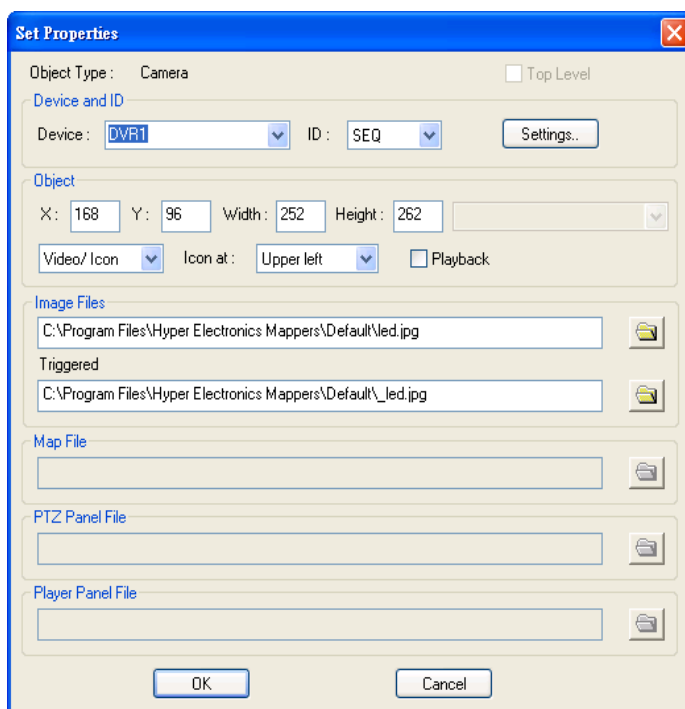 Set Properties
Object Type : Camera Top Level
Device and ID
Device : DVR1 ID : SEQ Settings..
Object
X : 168 Y : 96 Width : 252 Height : 262
Video/ Icon Icon at : Upper left Playback
Image Files
C:\Program Files\Hyper Electronics Mappers\Default\led.jpg
Triggered
C:\Program Files\Hyper Electronics Mappers\Default\_led.jpg
Map File
PTZ Panel File
Player Panel File
OK Cancel